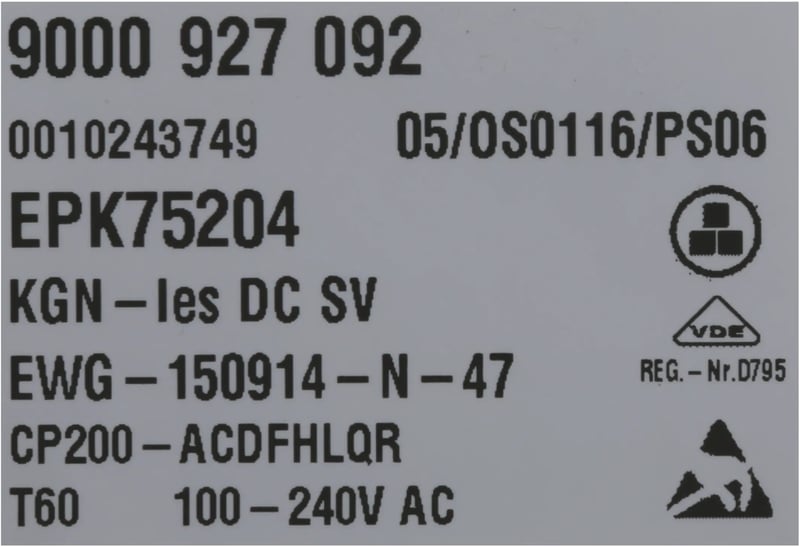 9000 927 092
0010243749 05/OS0116/PS06
EPK75204
KGN-les DC SV
VDE
EWG-150914-N-47
REG.-Nr.D795
CP200-ACDFHLQR
T60 100-240V AC